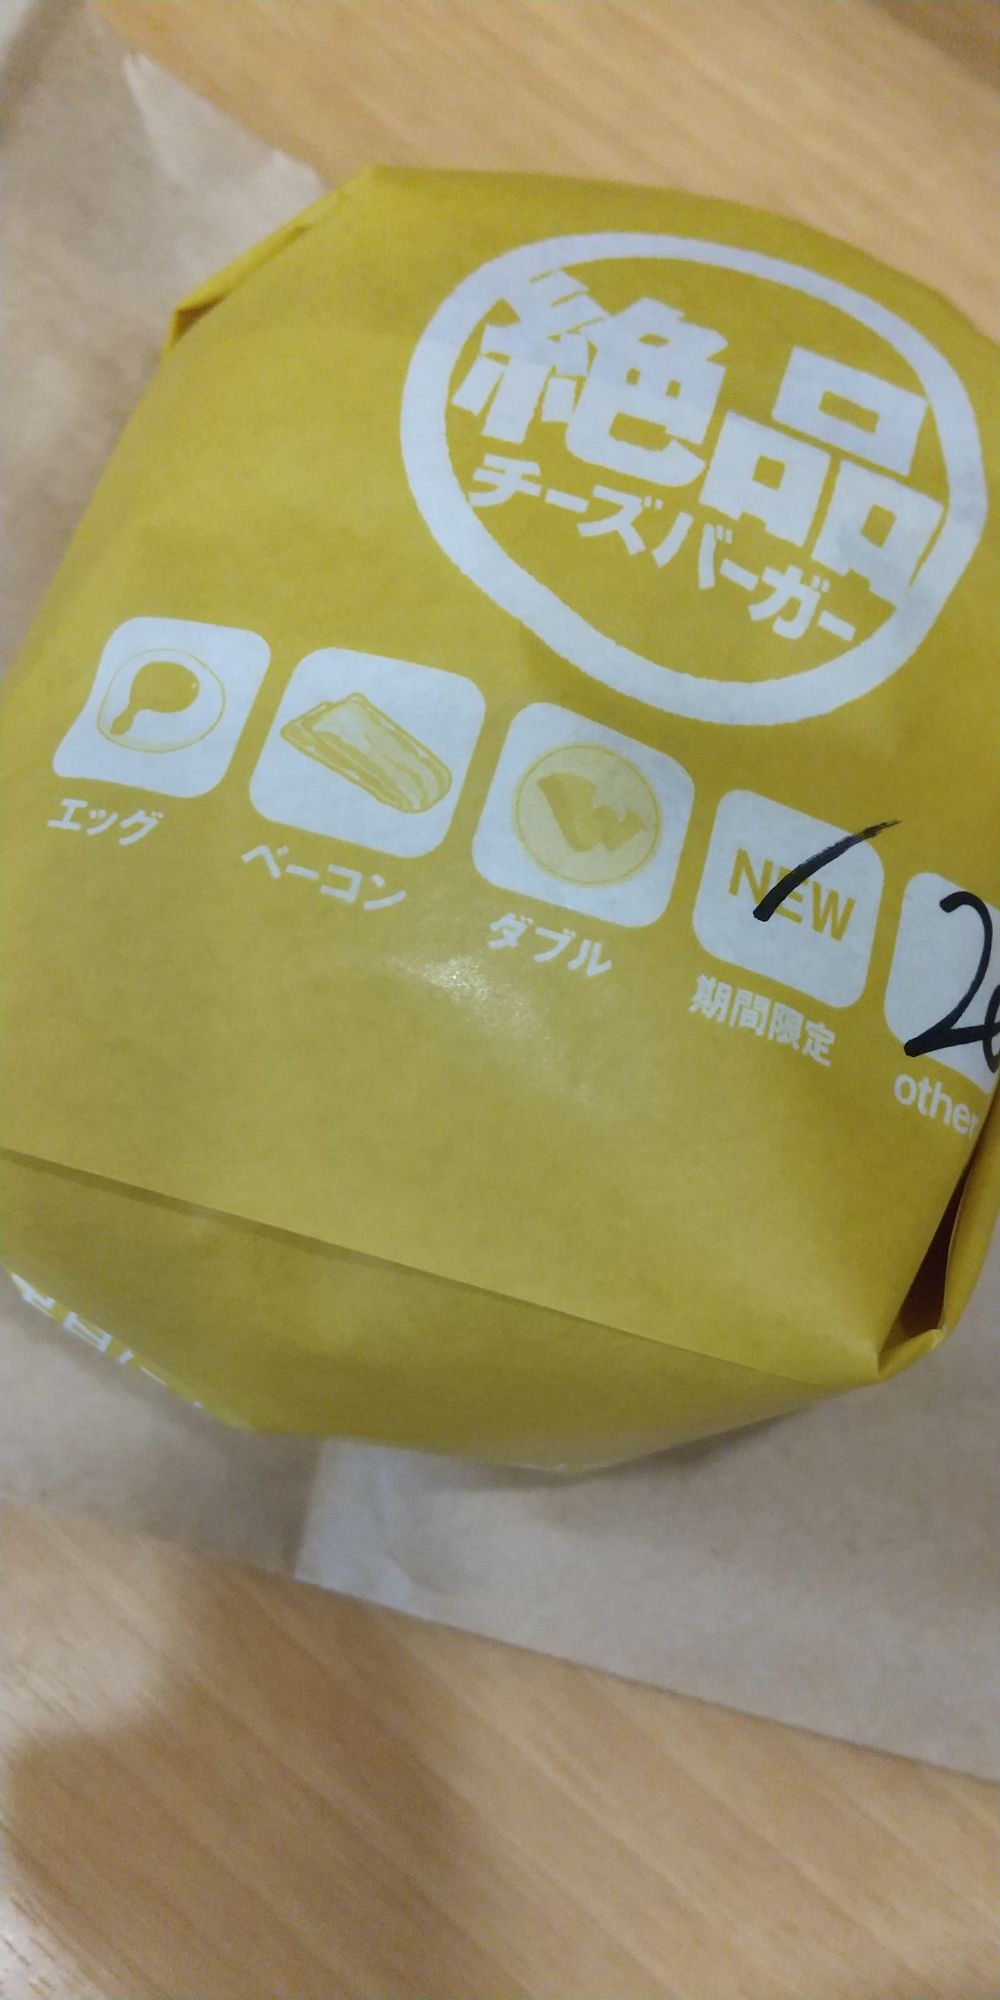 絶品
チーズバーガー
エッグ
ベーコン
ダブル
NEW
期間限定
other